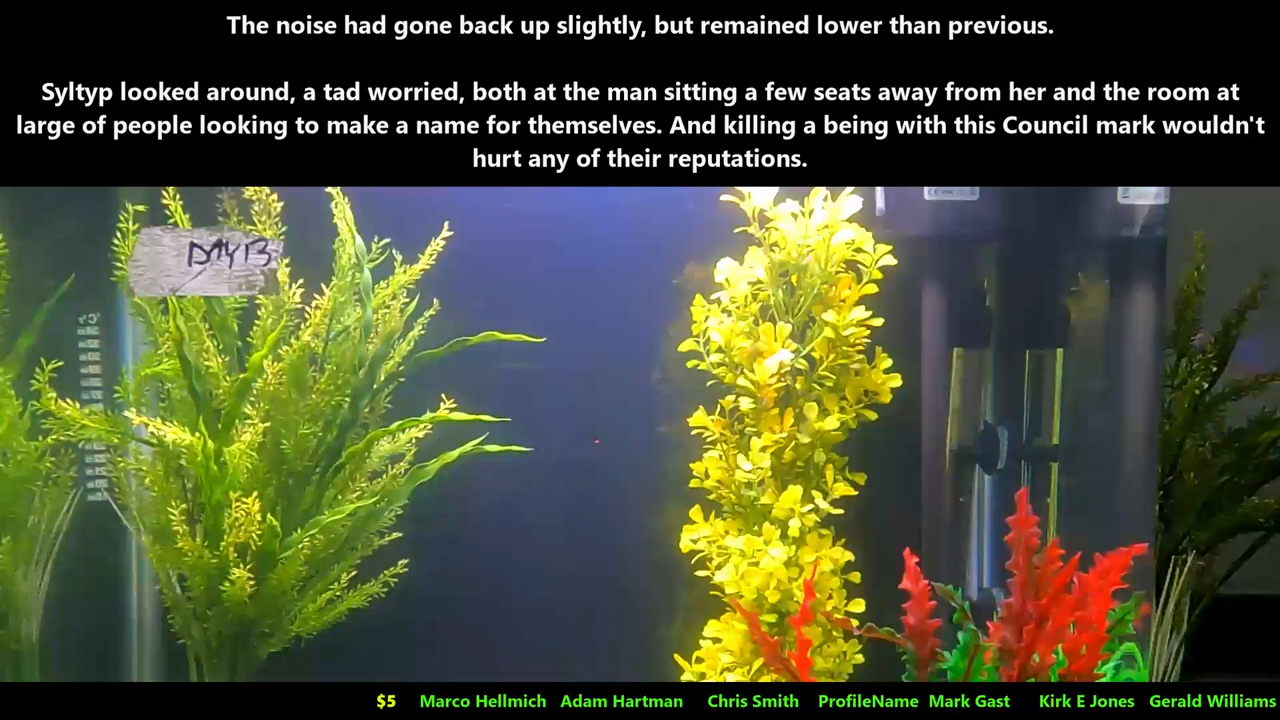 The noise had gone back up slightly, but remained lower than previous.
Syltyp looked around, a tad worried, both at the man sitting a few seats away from her and the room at
large of people looking to make a name for themselves. And killing a being with this Council mark wouldn't
hurt any of their reputations.
DAY 13
$5 Marco Hellmich Adam Hartman Chris Smith ProfileName Mark Gast Kirk E Jones Gerald Williams